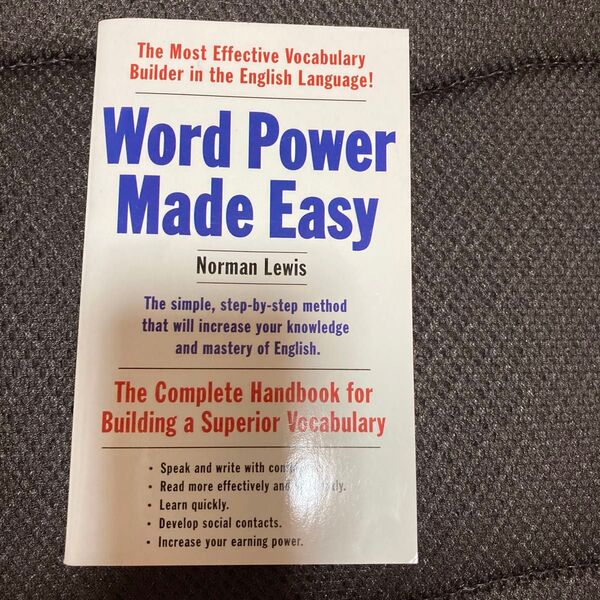 The Most Effective Vocabulary
Builder in the English Language!
Word Power
Made Easy
Norman Lewis
The simple, step-by-step method
that will increase your knowledge
and mastery of English.
The Complete Handbook for
Building a Superior Vocabulary
• Speak and write with
• Read more effectively and
• Learn quickly.
• Develop social contacts.
• Increase your earning power.